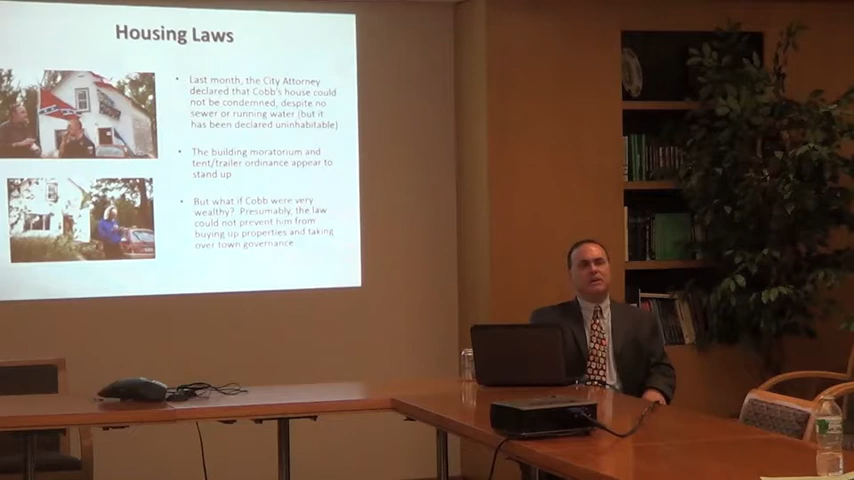 Housing Laws
• Last month, the City Attorney
declared that Cobb's house could
not be condemned, despite no
sewer or running water (but it
has been declared uninhabitable)
• The building moratorium and
tent/trailer ordinance appear to
stand up
• But what if Cobb were very
wealthy? Presumably, the law
could not prevent him from
buying up properties and taking
over town governance